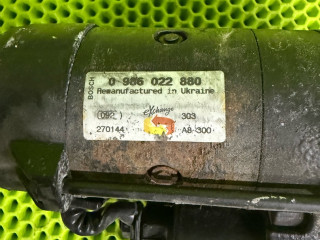 BOSCH
0 986 022 880
Remanufactured in Ukraine
092 )
exchange
303
270144
A8-300